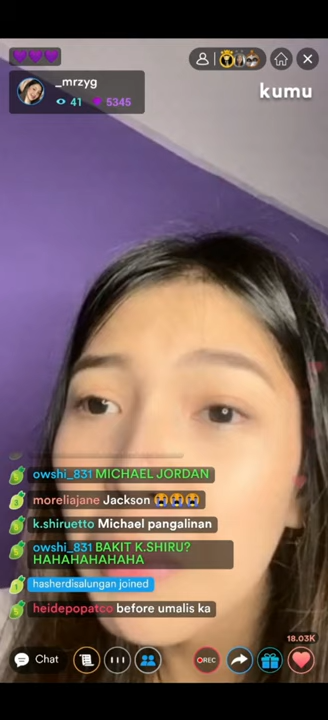 _mrzyg
41 5345
kumu
owshi_831 MICHAEL JORDAN
moreliajane Jackson 😭😭😭
k.shiruetto Michael pangalinan
owshi_831 BAKIT K.SHIRU?
HAHAHAHAHAHA
hasherdisalungan joined
heidepopatco before umalis ka
18.03K
Chat
REC